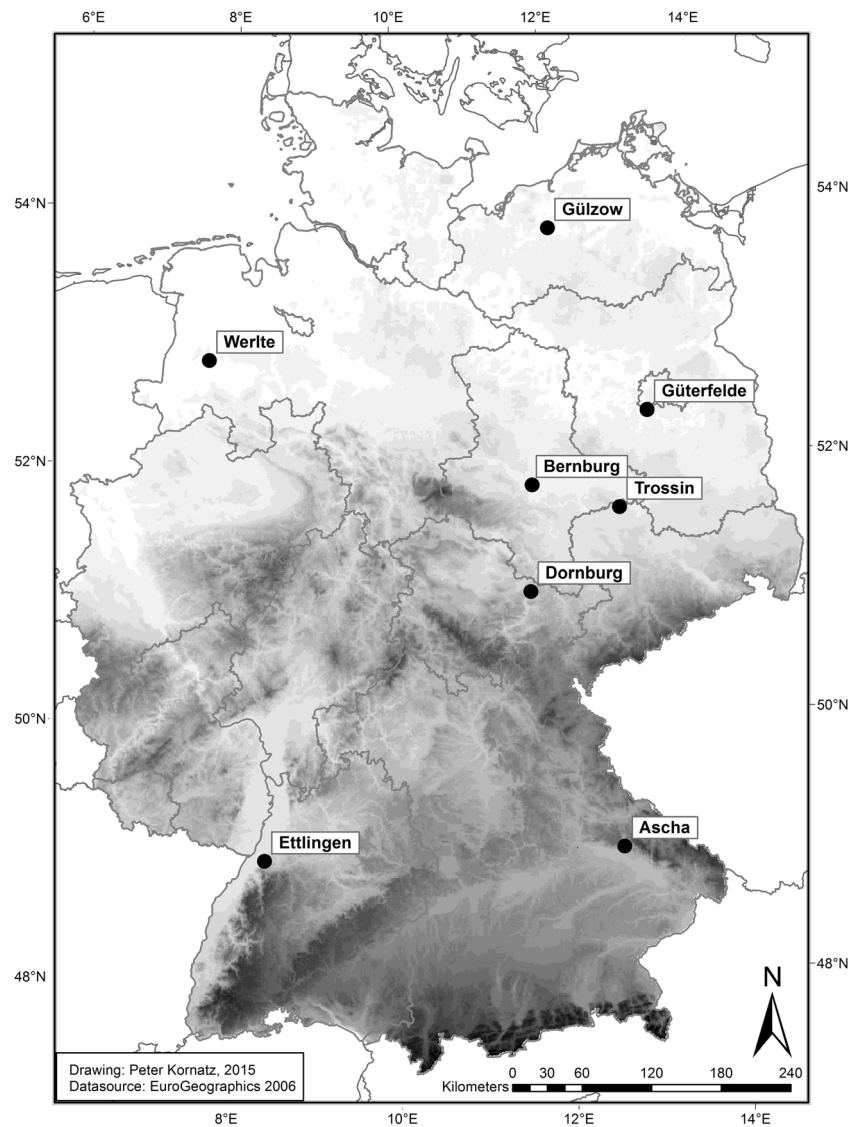 6°E 8°E 10°E 12°E 14°E
54°N 54°N
Gülzow
Werlte
Güterfelde
52°N 52°N
Bernburg
Trossin
Dornburg
50°N 50°N
Ascha
Ettlingen
48°N 48°N
N
Drawing: Peter Kornatz, 2015
Datasource: EuroGeographics 2006
0 30 60 120 180 240
Kilometers
8°E 10°E 12°E 14°E